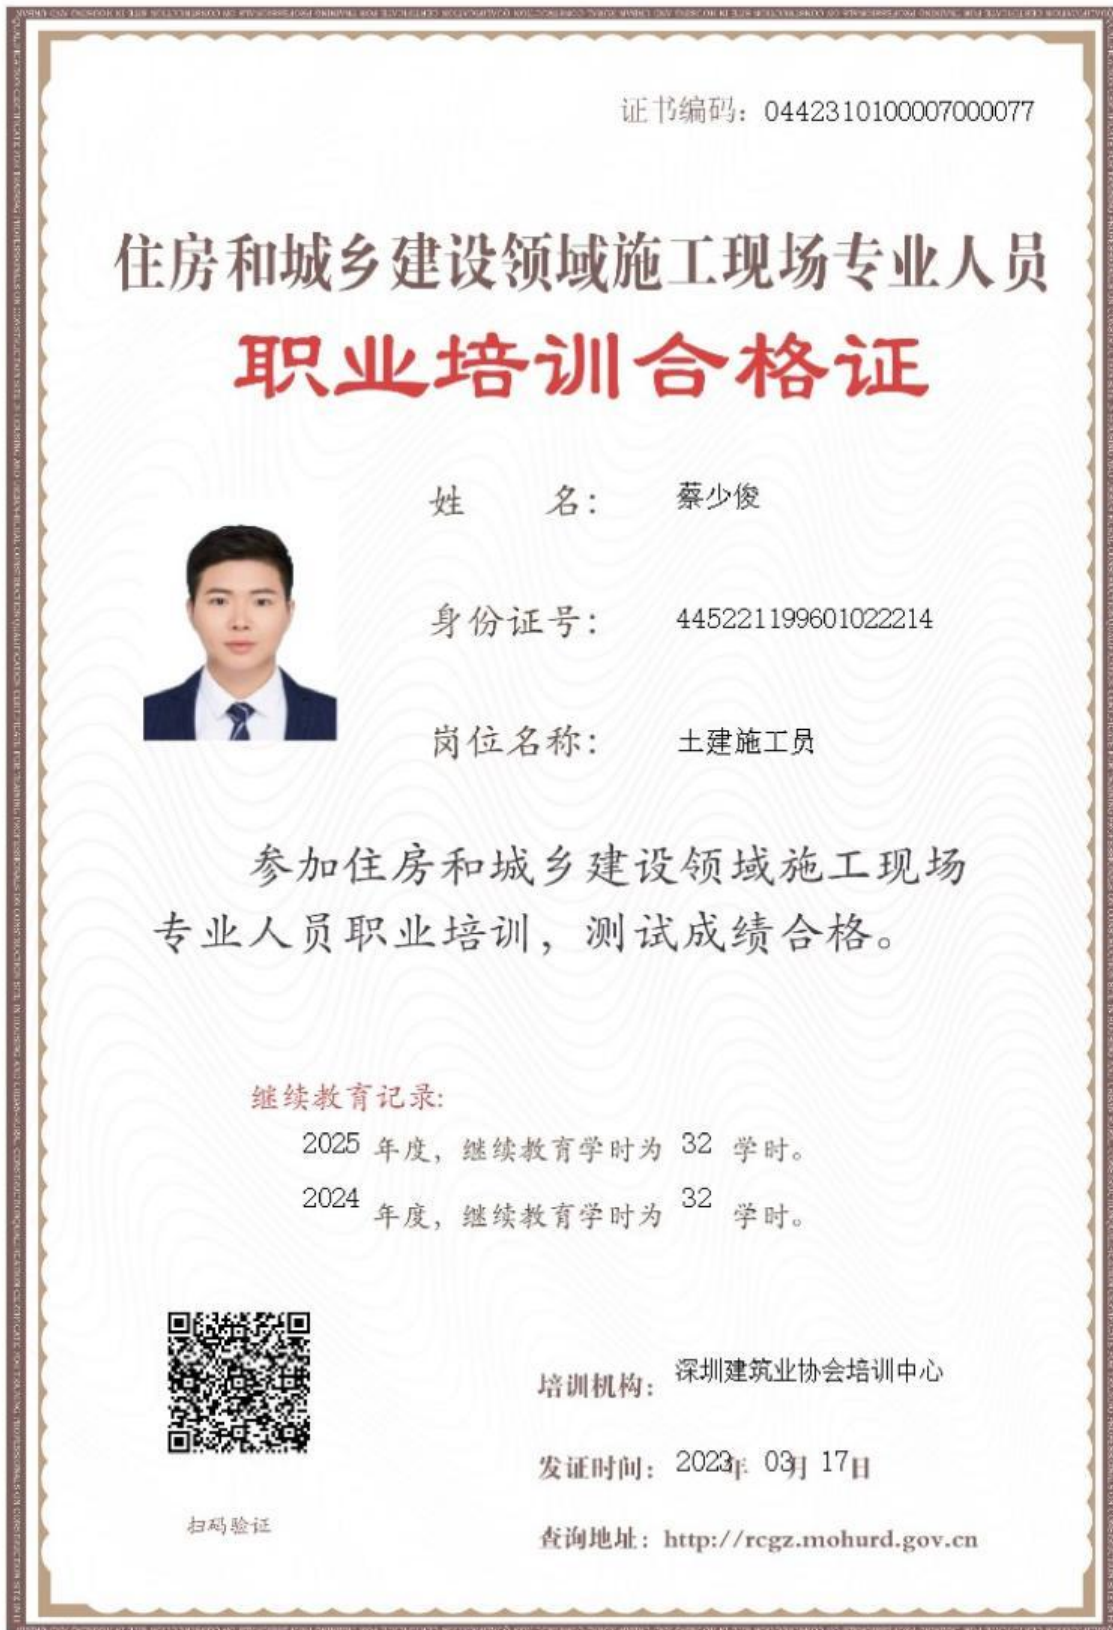 证书编码：0442310100007000077
住房和城乡建设领域施工现场专业人员
职业培训合格证
姓 名： 蔡少俊
身份证号： 445221199601022214
岗位名称： 土建施工员
参加住房和城乡建设领域施工现场
专业人员职业培训，测试成绩合格。
继续教育记录:
2025 年度，继续教育学时为 32 学时。
2024 年度，继续教育学时为 32 学时。
培训机构：深圳建筑业协会培训中心
发证时间：2023年 03月 17日
扫码验证
查询地址：http://rcgz.mohurd.gov.cn